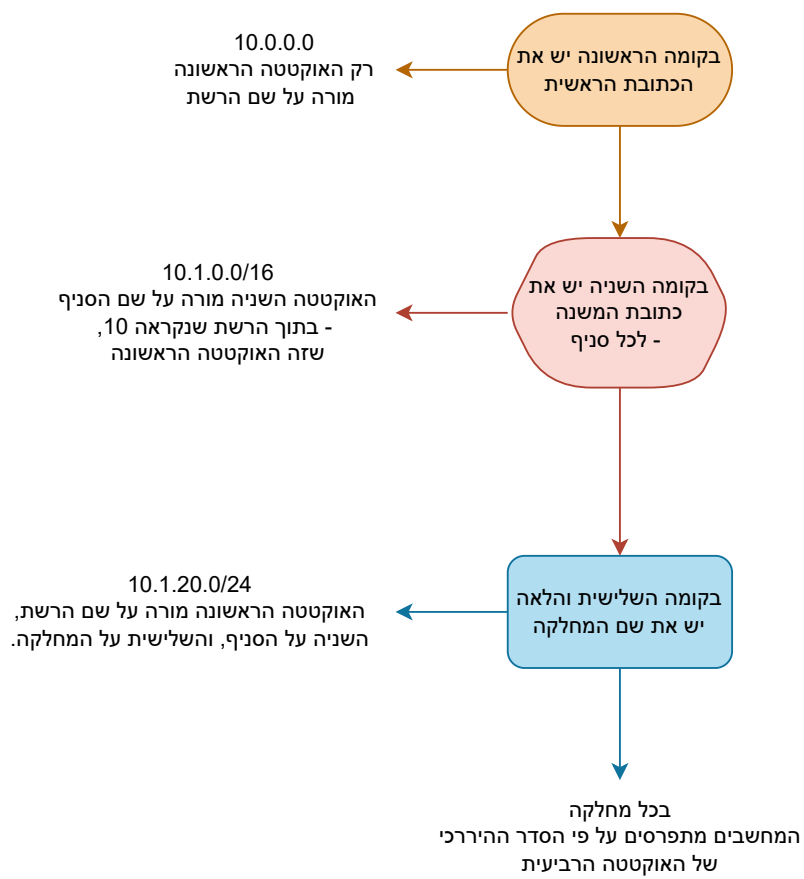 בקומה הראשונה יש את
הכתובת הראשית
10.0.0.0
רק האוקטטה הראשונה
מורה על שם הרשת
בקומה השניה יש את
כתובת המשנה
- לכל סניף
10.1.0.0/16
האוקטטה השניה מורה על שם הסניף
- בתוך הרשת שנקראה 10,
שזה האוקטטה הראשונה
בקומה השלישית והלאה
יש את שם המחלקה
10.1.20.0/24
האוקטטה הראשונה מורה על שם הרשת,
השניה על הסניף, והשלישית על המחלקה.
בכל מחלקה
המחשבים מתפרסים על פי הסדר ההיררכי
של האוקטטה הרביעית